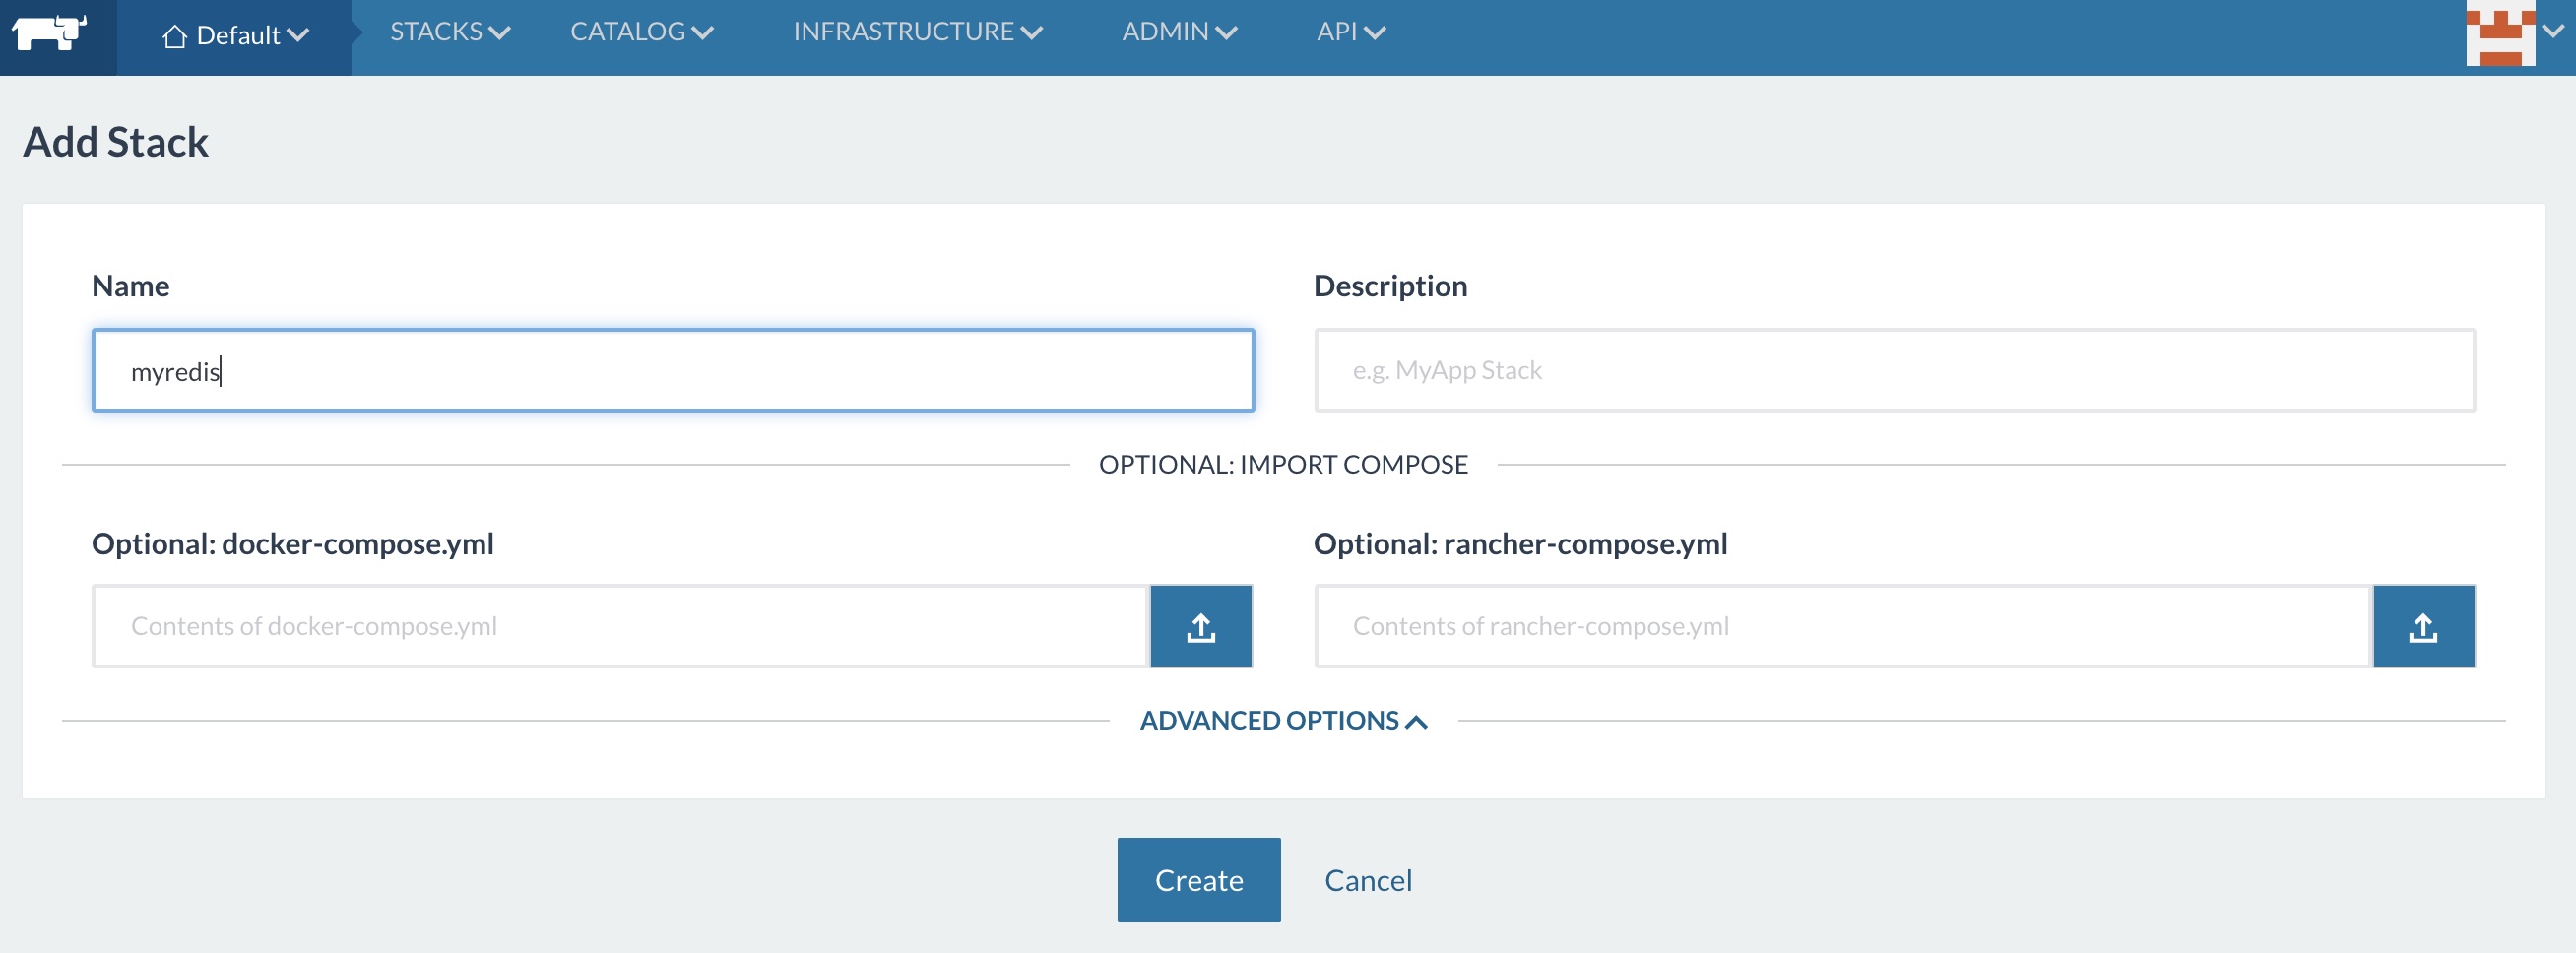 Default STACKS CATALOG INFRASTRUCTURE ADMIN API
Add Stack
Name Description
myredis e.g. MyApp Stack
OPTIONAL: IMPORT COMPOSE
Optional: docker-compose.yml Optional: rancher-compose.yml
Contents of docker-compose.yml Contents of rancher-compose.yml
ADVANCED OPTIONS
Create Cancel